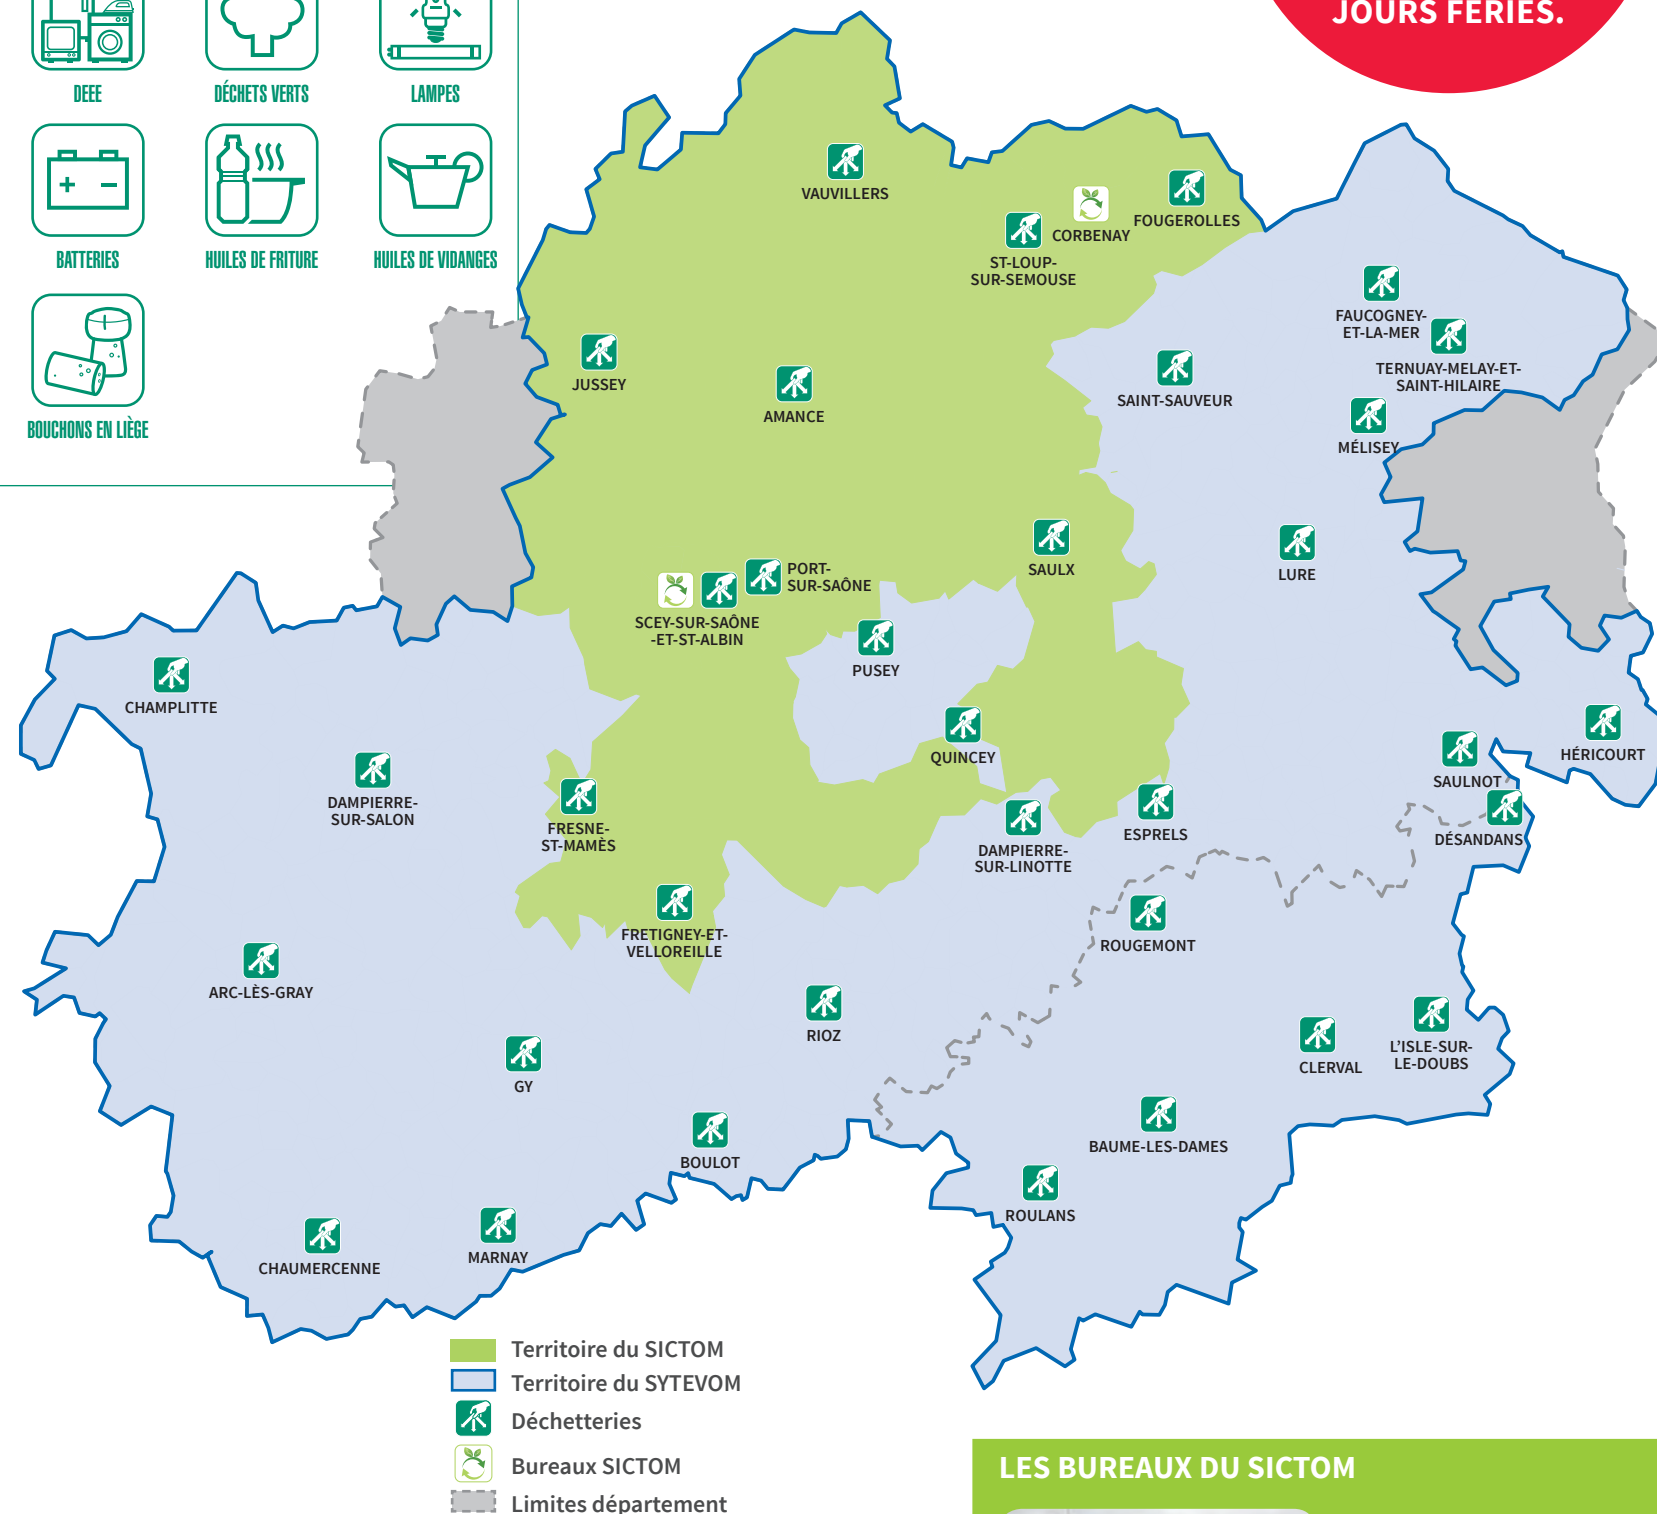 JOURS FÉRIÉS.
DEEE
DÉCHETS VERTS
LAMPES
BATTERIES
HUILES DE FRITURE
HUILES DE VIDANGES
BOUCHONS EN LIÈGE
VAUVILLERS
CORBENAY
FOUGEROLLES
ST-LOUP-
SUR-SEMOUSE
FAUCOGNEY-
ET-LA-MER
TERNUAY-MELAY-ET-
SAINT-HILAIRE
JUSSEY
AMANCE
SAINT-SAUVEUR
MÉLISEY
SAULX
LURE
PORT-
SUR-SAÔNE
SCEY-SUR-SAÔNE
-ET-ST-ALBIN
PUSEY
CHAMPLITTE
QUINCEY
HÉRICOURT
SAULNOT
DAMPIERRE-
SUR-SALON
FRESNE-
ST-MAMÈS
DAMPIERRE-
SUR-LINOTTE
ESPRELS
DÉSANDANS
FRETIGNEY-ET-
VELLOREILLE
ROUGEMONT
ARC-LÈS-GRAY
RIOZ
GY
CLERVAL
L'ISLE-SUR-
LE-DOUBS
BOULOT
BAUME-LES-DAMES
ROULANS
CHAUMERCENNE
MARNAY
Territoire du SICTOM
Territoire du SYTEVOM
Déchetteries
Bureaux SICTOM
Limites département
LES BUREAUX DU SICTOM